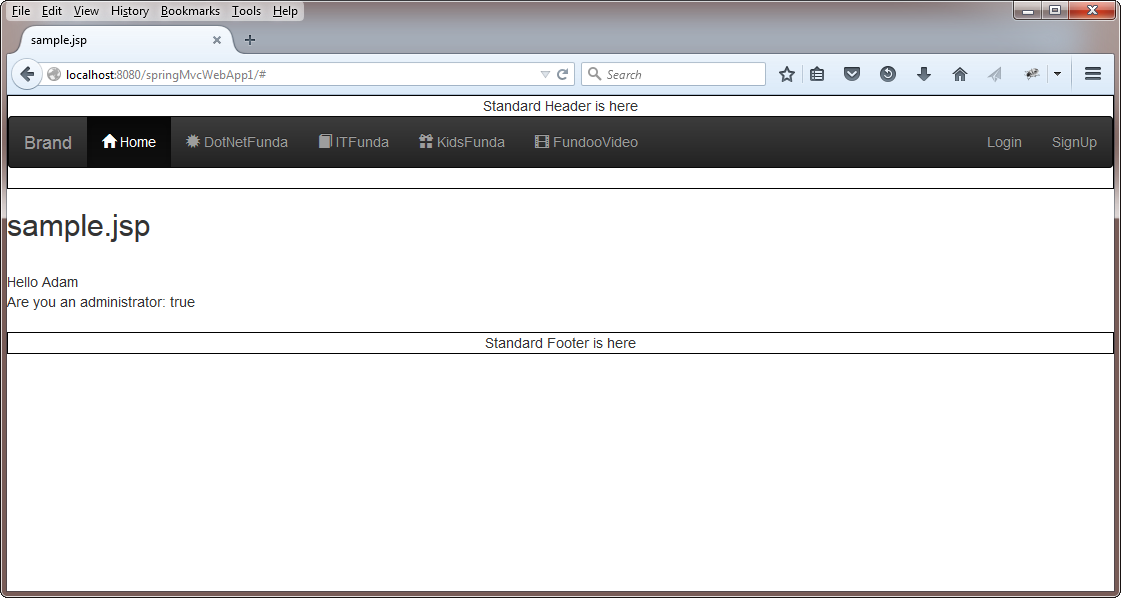 File Edit View History Bookmarks Tools Help
sample.jsp
localhost:8080/springMvcWebApp1/#
Search
Standard Header is here
Brand Home DotNetFunda ITFunda KidsFunda FundooVideo Login SignUp
sample.jsp
Hello Adam
Are you an administrator: true
Standard Footer is here